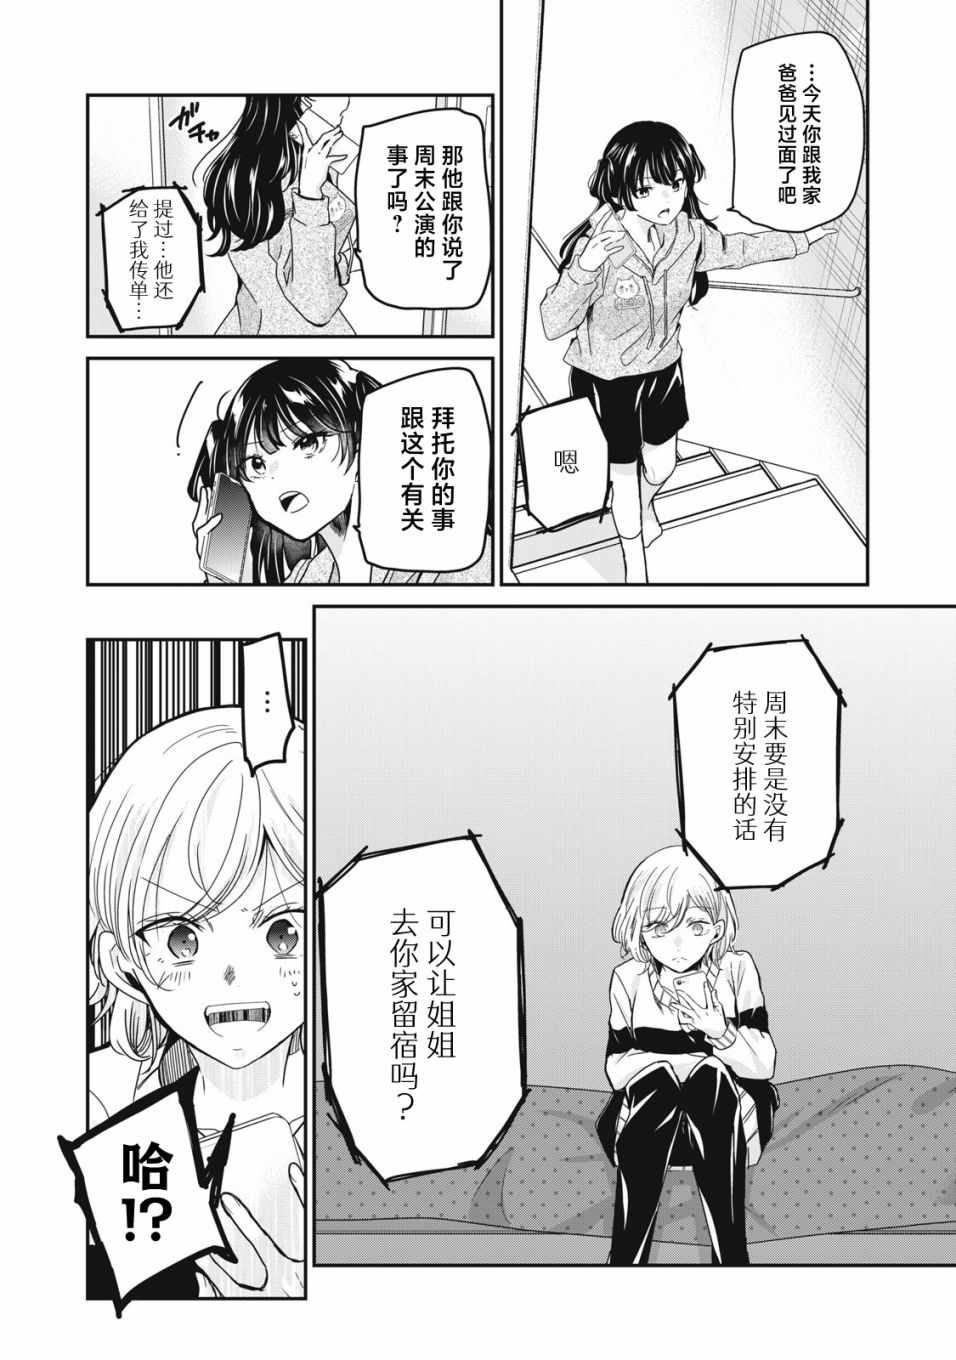 …今天你跟我家
爸爸见过面了吧
嗯
那他跟你说了
周末公演的
事了吗?
ガチャ
提过…他还
给了我传单…
拜托你的事
跟这个有关
周末要是没有
特别安排的话
可以让姐姐
去你家留宿吗?
…
哈
!?